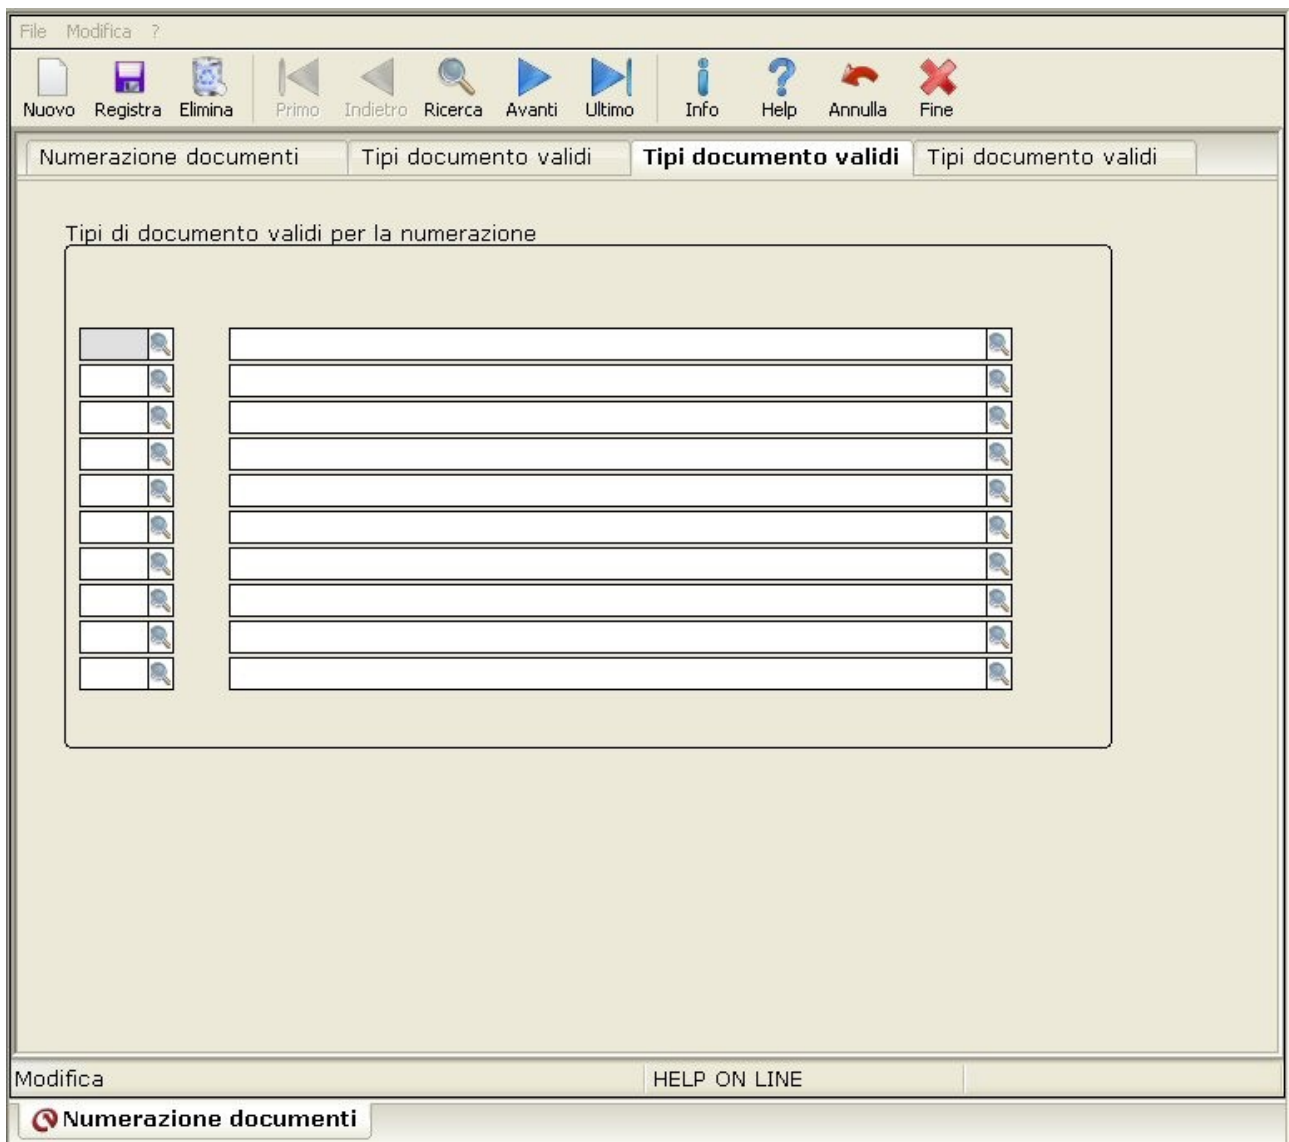 File Modifica ?
Nuovo Registra Elimina Primo Indietro Ricerca Avanti Ultimo Info Help Annulla Fine
Numerazione documenti Tipi documento validi Tipi documento validi Tipi documento validi
Tipi di documento validi per la numerazione
Modifica HELP ON LINE
Numerazione documenti